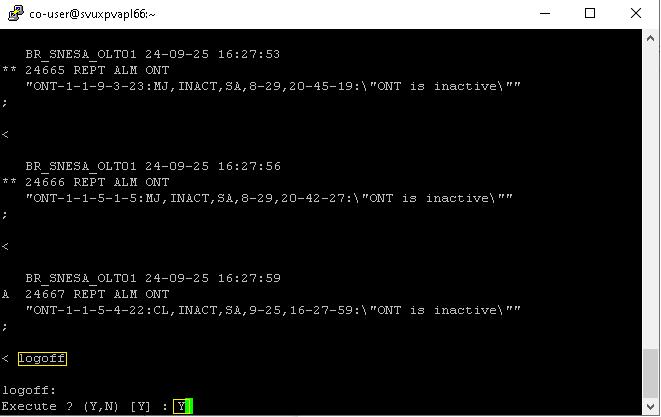 co-user@svuxpvapl66:~
BR_SNESA_OLT01 24-09-25 16:27:53
** 24665 REPT ALM ONT
"ONT-1-1-9-3-23:MJ,INACT,SA,8-29,20-45-19:\"ONT is inactive\""
;
<
BR_SNESA_OLT01 24-09-25 16:27:56
** 24666 REPT ALM ONT
"ONT-1-1-5-1-5:MJ,INACT,SA,8-29,20-42-27:\"ONT is inactive\""
;
<
BR_SNESA_OLT01 24-09-25 16:27:59
A  24667 REPT ALM ONT
"ONT-1-1-5-4-22:CL,INACT,SA,9-25,16-27-59:\"ONT is inactive\""
;
< logoff
logoff:
Execute ? (Y,N) [Y] : Y